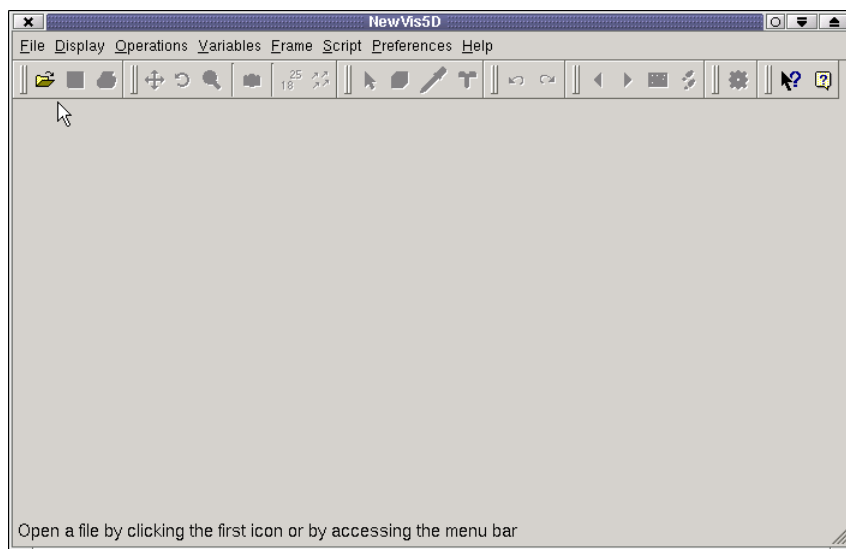 NewVis5D
File Display Operations Variables Frame Script Preferences Help
25
18
Open a file by clicking the first icon or by accessing the menu bar